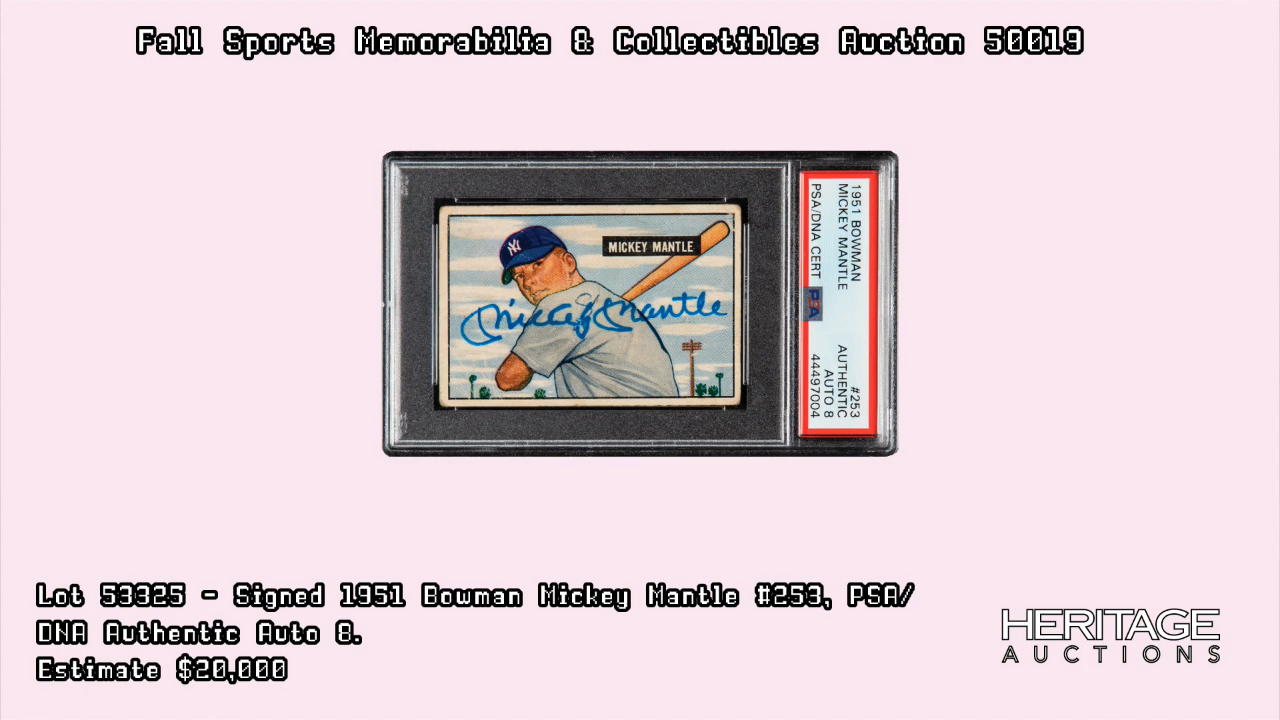 Fall Sports Memorabilia & Collectibles Auction 50019
MICKEY MANTLE
NY
Mickey Mantle
1951 BOWMAN
MICKEY MANTLE
PSA/DNA CERT
PSA
#253
AUTHENTIC
AUTO 8
44497004
Lot 53325 - Signed 1951 Bowman Mickey Mantle #253, PSA/
DNA Authentic Auto 8.
Estimate $20,000
HERITAGE
AUCTIONS